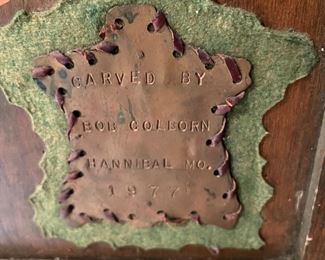 CARVED BY
BOB COLBORN
HANNIBAL MO.
1977